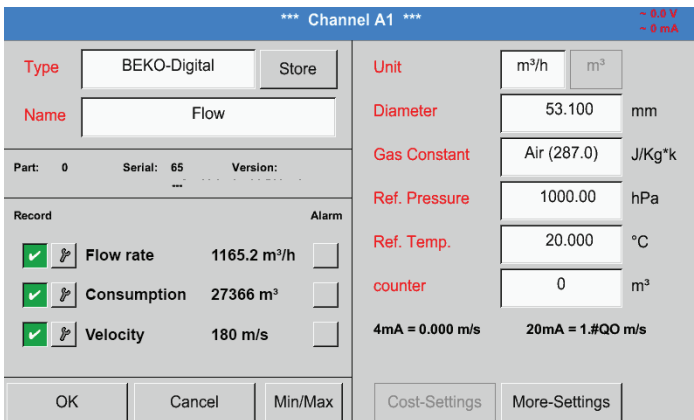 *** Channel A1 ***
~ 0.0 V
~ 0 mA
Type BEKO-Digital Store
Name Flow
Part: 0 Serial: 65 Version:
---
Record Alarm
Flow rate 1165.2 m³/h
Consumption 27366 m³
Velocity 180 m/s
OK Cancel Min/Max
Unit m³/h m³
Diameter 53.100 mm
Gas Constant Air (287.0) J/Kg*k
Ref. Pressure 1000.00 hPa
Ref. Temp. 20.000 °C
counter 0 m³
4mA = 0.000 m/s 20mA = 1.#QO m/s
Cost-Settings More-Settings